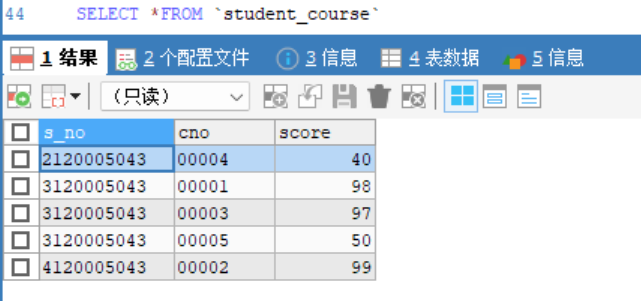 44 SELECT *FROM `student_course`
1 结果 2 个配置文件 3 信息 4 表数据 5 信息
(只读)
s_no cno score
2120005043 00004 40
3120005043 00001 98
3120005043 00003 97
3120005043 00005 50
4120005043 00002 99